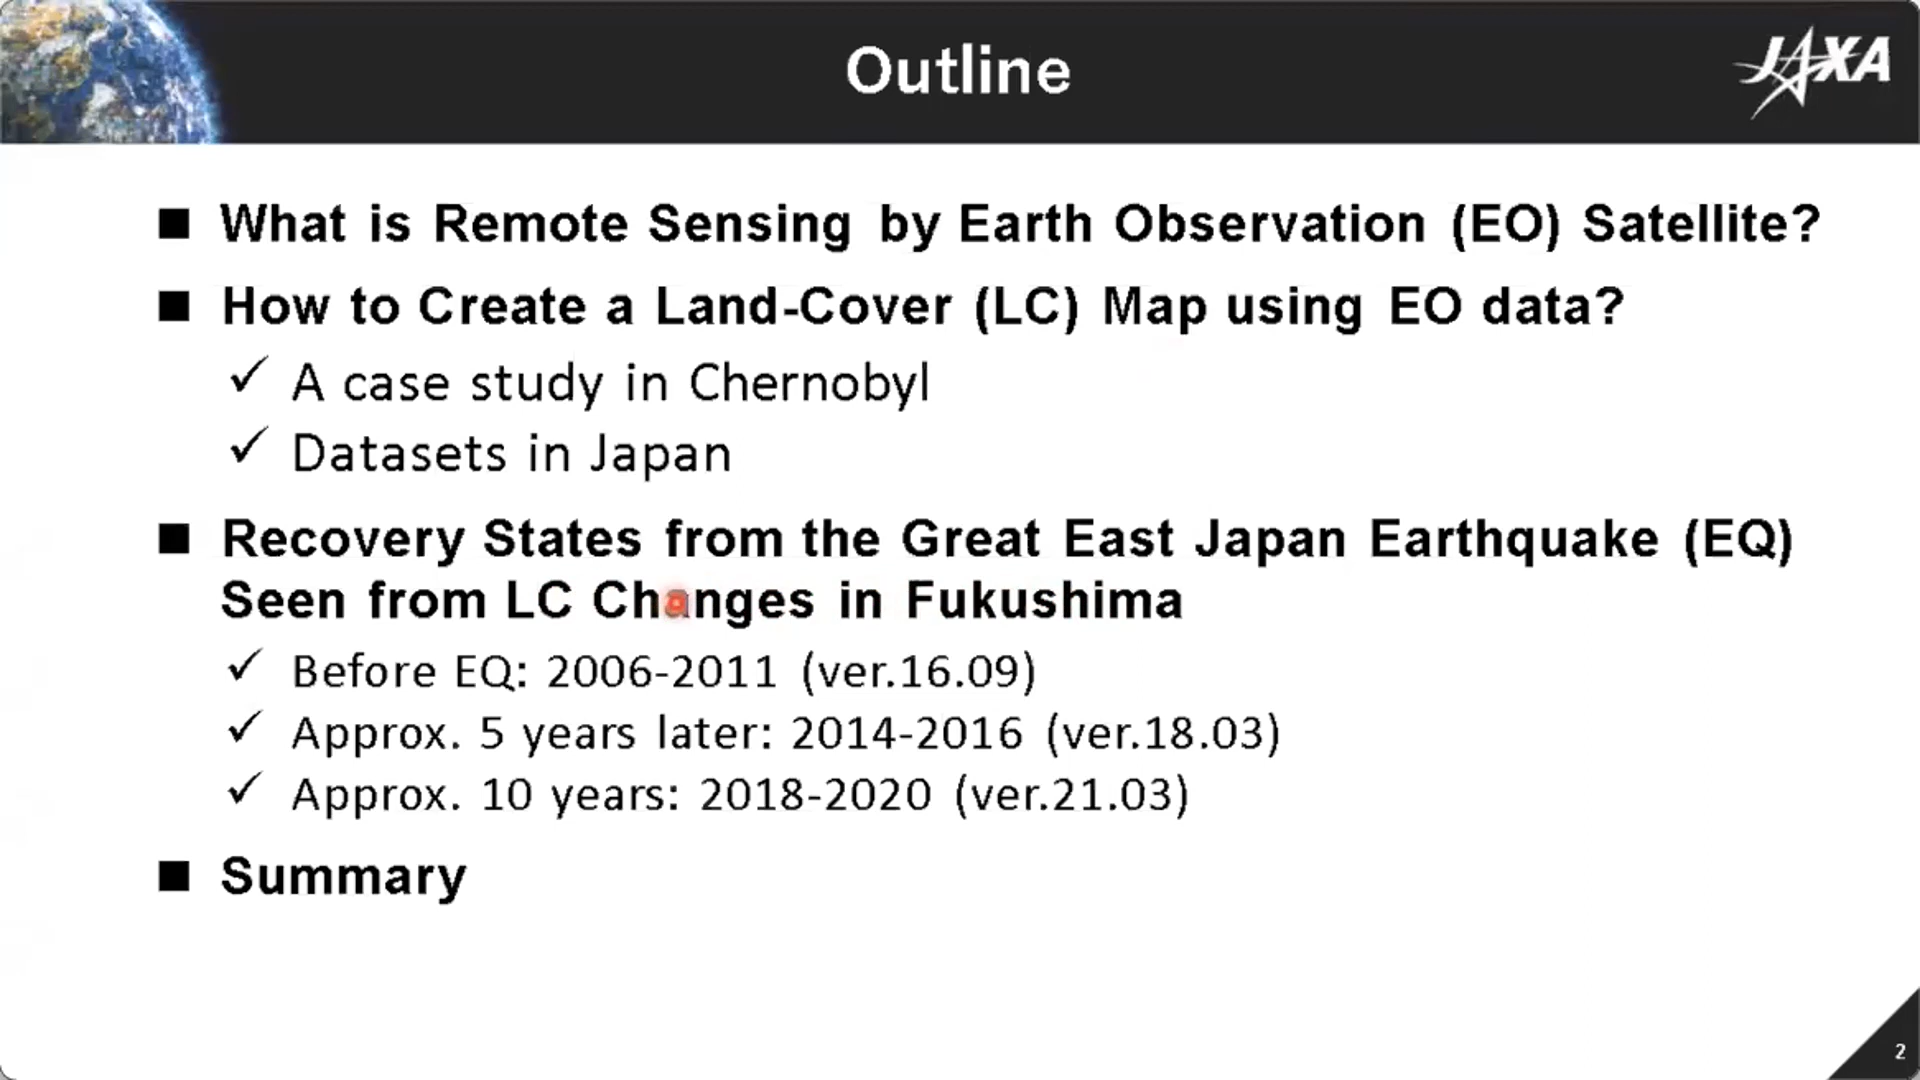 Outline
JAXA
■ What is Remote Sensing by Earth Observation (EO) Satellite?
■ How to Create a Land-Cover (LC) Map using EO data?
✓ A case study in Chernobyl
✓ Datasets in Japan
■ Recovery States from the Great East Japan Earthquake (EQ)
Seen from LC Changes in Fukushima
✓ Before EQ: 2006-2011 (ver.16.09)
✓ Approx. 5 years later: 2014-2016 (ver.18.03)
✓ Approx. 10 years: 2018-2020 (ver.21.03)
■ Summary
2